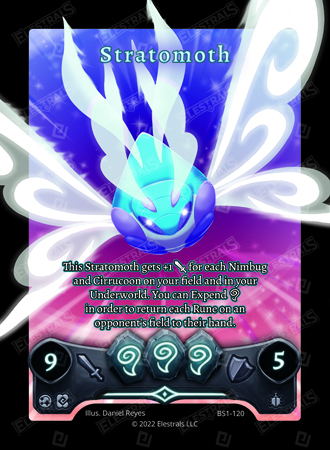 Stratomoth
This Stratomoth gets +1 for each Nimbug
and Cirrucoon on your field and in your
Underworld. You can Expend
in order to return each Rune on an
opponent's field to their hand.
9 5
Illus. Daniel Reyes BS1-120
© 2022 Elestrals LLC
ELESTRALS